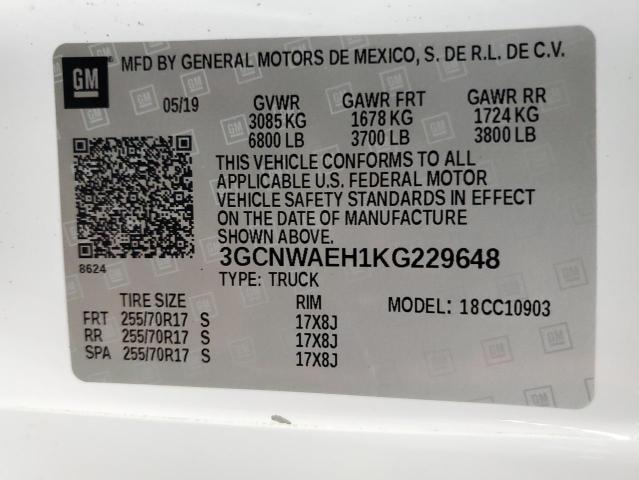 GM
MFD BY GENERAL MOTORS DE MEXICO, S. DE R.L. DE C.V.
05/19 GVWR GAWR FRT GAWR RR
3085 KG 1678 KG 1724 KG
6800 LB 3700 LB 3800 LB
THIS VEHICLE CONFORMS TO ALL
APPLICABLE U.S. FEDERAL MOTOR
VEHICLE SAFETY STANDARDS IN EFFECT
ON THE DATE OF MANUFACTURE
SHOWN ABOVE.
3GCNWAEH1KG229648
8624
TYPE: TRUCK
TIRE SIZE RIM MODEL: 18CC10903
FRT 255/70R17 S 17X8J
RR 255/70R17 S 17X8J
SPA 255/70R17 S 17X8J